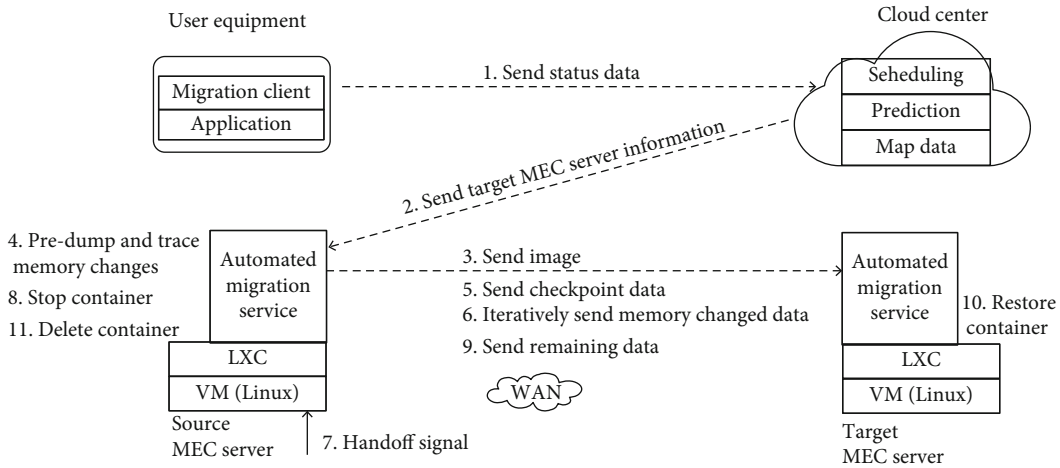 User equipment
Cloud center
Migration client
Application
1. Send status data
Seheduling
Prediction
Map data
2. Send target MEC server information
4. Pre-dump and trace
memory changes
8. Stop container
11. Delete container
Automated
migration
service
LXC
VM (Linux)
Source
MEC server
7. Handoff signal
3. Send image
5. Send checkpoint data
6. Iteratively send memory changed data
9. Send remaining data
WAN
Automated
migration
service
10. Restore
container
LXC
VM (Linux)
Target
MEC server